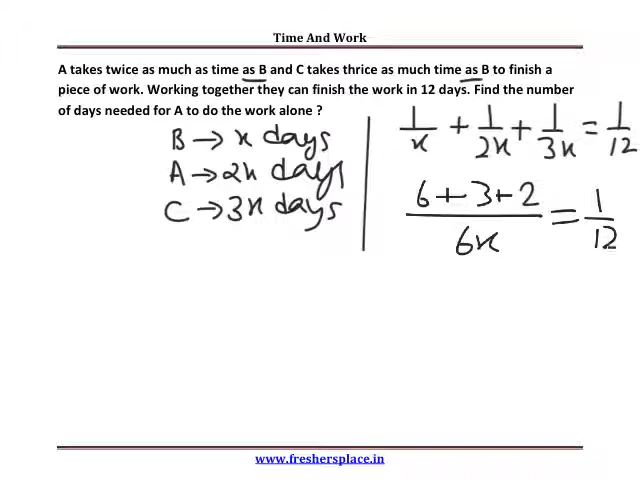 Time And Work
A takes twice as much as time as B and C takes thrice as much time as B to finish a
piece of work. Working together they can finish the work in 12 days. Find the number
of days needed for A to do the work alone ?
B → x days
A → 2x days
C → 3x days
1/x + 1/2x + 1/3x = 1/12
6+3+2/6x = 1/12
www.freshersplace.in